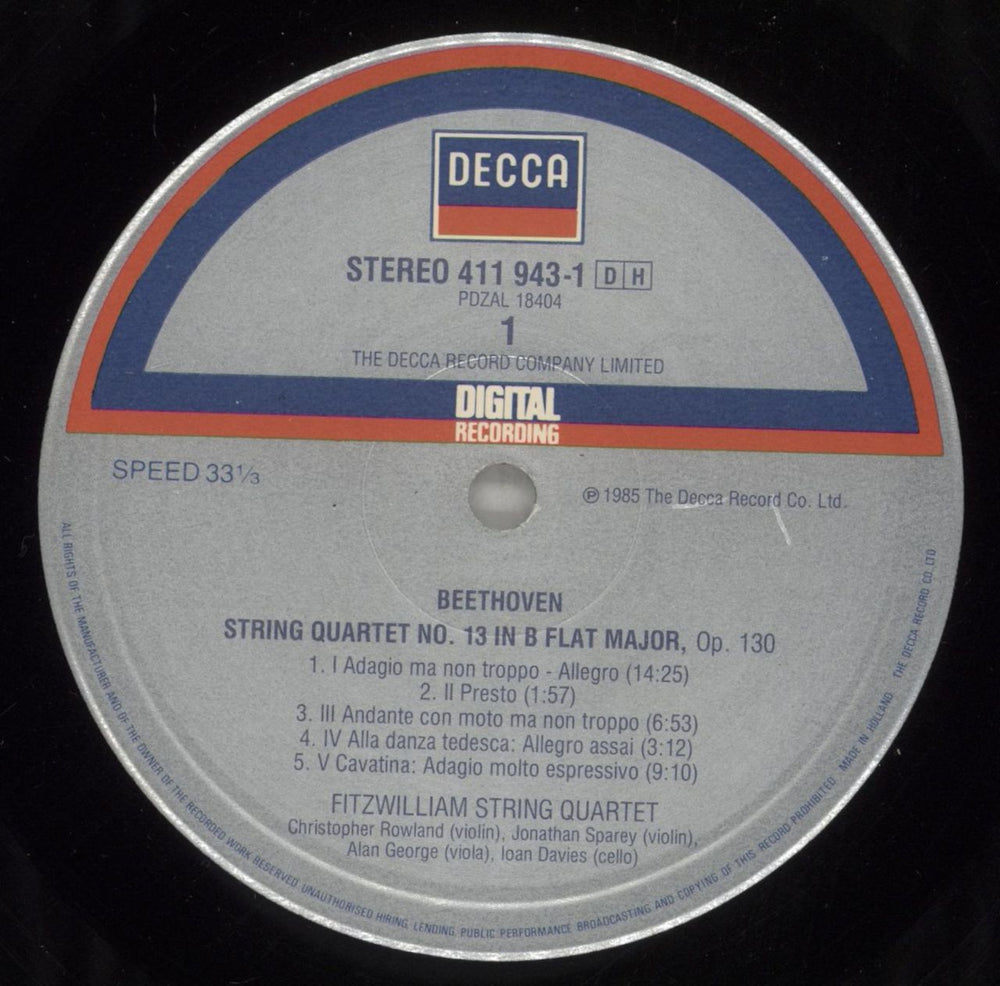 DECCA
STEREO 411 943-1 D H
PDZAL 18404
1
THE DECCA RECORD COMPANY LIMITED
DIGITAL
RECORDING
SPEED 33⅓
℗ 1985 The Decca Record Co. Ltd.
BEETHOVEN
STRING QUARTET NO. 13 IN B FLAT MAJOR, Op. 130
1. I Adagio ma non troppo - Allegro (14:25)
2. II Presto (1:57)
3. III Andante con moto ma non troppo (6:53)
4. IV Alla danza tedesca: Allegro assai (3:12)
5. V Cavatina: Adagio molto espressivo (9:10)
FITZWILLIAM STRING QUARTET
Christopher Rowland (violin), Jonathan Sparey (violin),
Alan George (viola), Ioan Davies (cello)
ALL RIGHTS OF THE MANUFACTURER AND OF THE OWNER OF THE RECORDED WORK RESERVED UNAUTHORISED HIRING, LENDING, PUBLIC PERFORMANCE BROADCASTING AND COPYING OF THIS RECORD PROHIBITED MADE IN HOLLAND THE DECCA RECORD CO. LTD